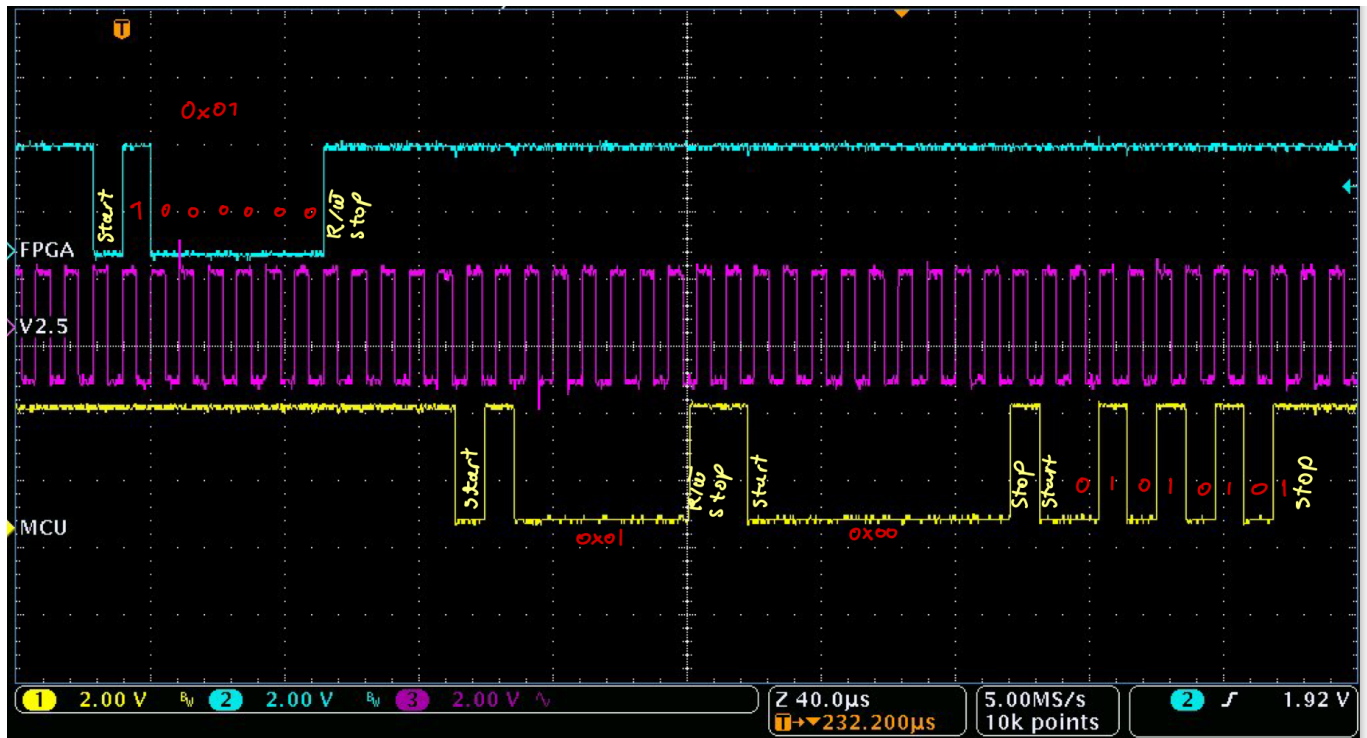 T
0x01
start 1 0 0 0 0 0 0 R/w̅ stop
FPGA
V2.5
start R/w̅ stop start stop start 0 1 0 1 0 1 0 1 stop
MCU
0x01 0x00
1 2.00 V Bw 2 2.00 V Bw 3 2.00 V
Z 40.0µs
T→▼232.200µs
5.00MS/s
10k points
2 1.92 V